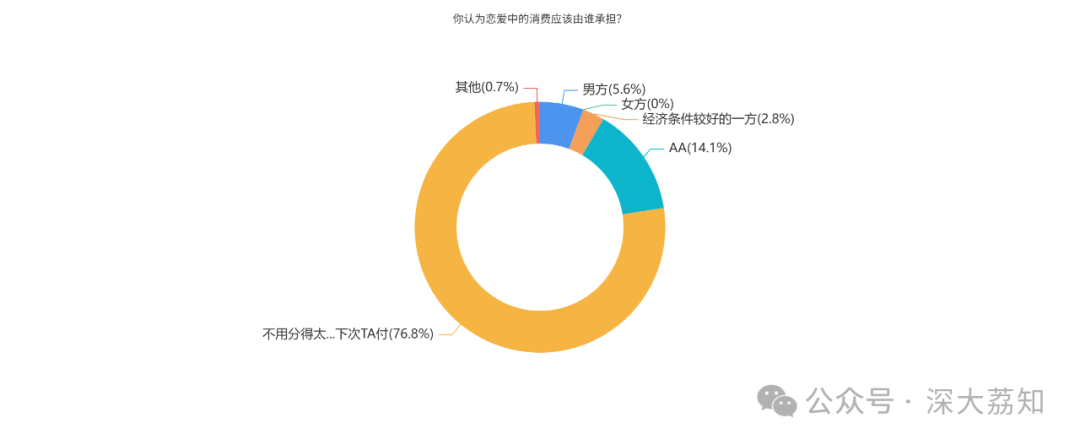 你认为恋爱中的消费应该由谁承担?
其他(0.7%)
男方(5.6%)
女方(0%)
经济条件较好的一方(2.8%)
AA(14.1%)
不用分得太...下次TA付(76.8%)
公众号 · 深大荔知